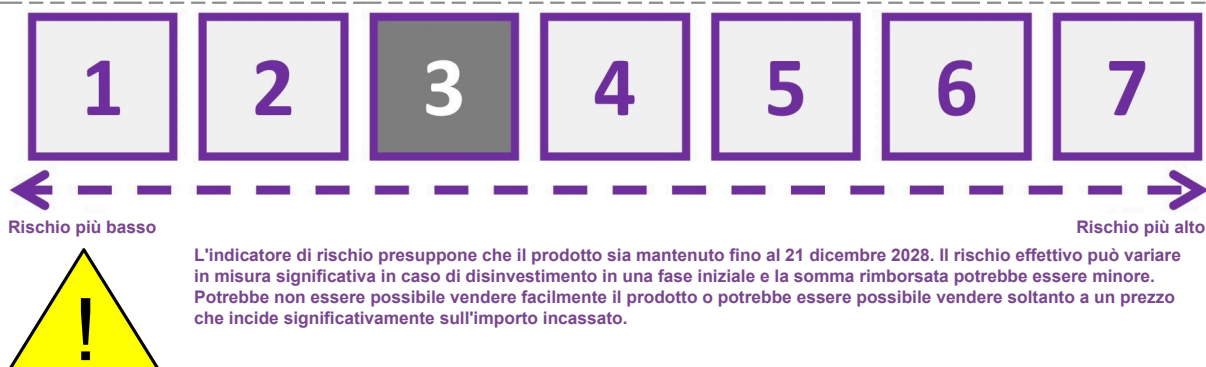 1 2 3 4 5 6 7
Rischio più basso Rischio più alto
L'indicatore di rischio presuppone che il prodotto sia mantenuto fino al 21 dicembre 2028. Il rischio effettivo può variare
in misura significativa in caso di disinvestimento in una fase iniziale e la somma rimborsata potrebbe essere minore.
Potrebbe non essere possibile vendere facilmente il prodotto o potrebbe essere possibile vendere soltanto a un prezzo
che incide significativamente sull'importo incassato.
!